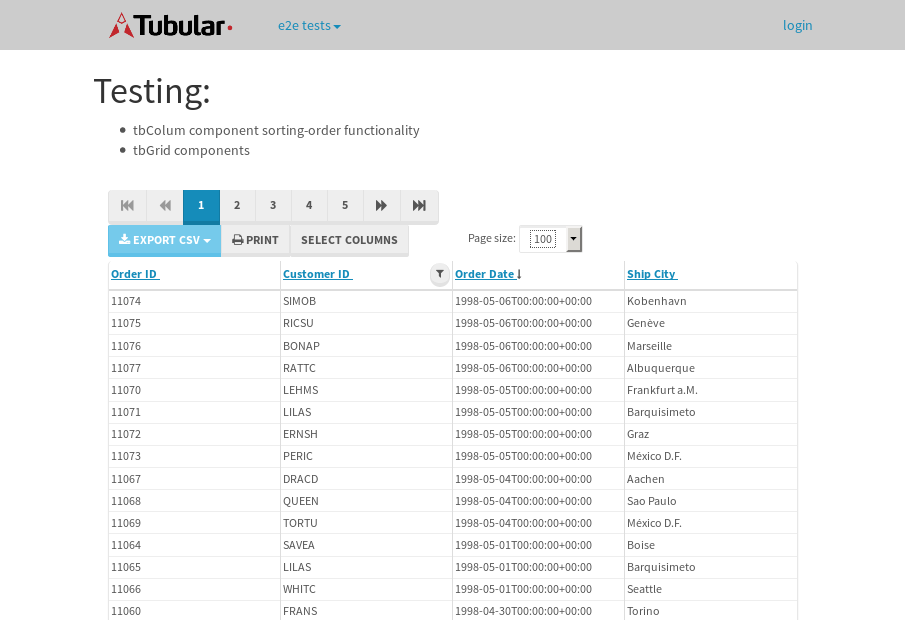 Tubular e2e tests login
Testing:
tbColum component sorting-order functionality
tbGrid components
1 2 3 4 5
EXPORT CSV PRINT SELECT COLUMNS Page size: 100
Order ID Customer ID Order Date Ship City
11074 SIMOB 1998-05-06T00:00:00+00:00 Kobenhavn
11075 RICSU 1998-05-06T00:00:00+00:00 Genève
11076 BONAP 1998-05-06T00:00:00+00:00 Marseille
11077 RATTC 1998-05-06T00:00:00+00:00 Albuquerque
11070 LEHMS 1998-05-05T00:00:00+00:00 Frankfurt a.M.
11071 LILAS 1998-05-05T00:00:00+00:00 Barquisimeto
11072 ERNSH 1998-05-05T00:00:00+00:00 Graz
11073 PERIC 1998-05-05T00:00:00+00:00 México D.F.
11067 DRACD 1998-05-04T00:00:00+00:00 Aachen
11068 QUEEN 1998-05-04T00:00:00+00:00 Sao Paulo
11069 TORTU 1998-05-04T00:00:00+00:00 México D.F.
11064 SAVEA 1998-05-01T00:00:00+00:00 Boise
11065 LILAS 1998-05-01T00:00:00+00:00 Barquisimeto
11066 WHITC 1998-05-01T00:00:00+00:00 Seattle
11060 FRANS 1998-04-30T00:00:00+00:00 Torino